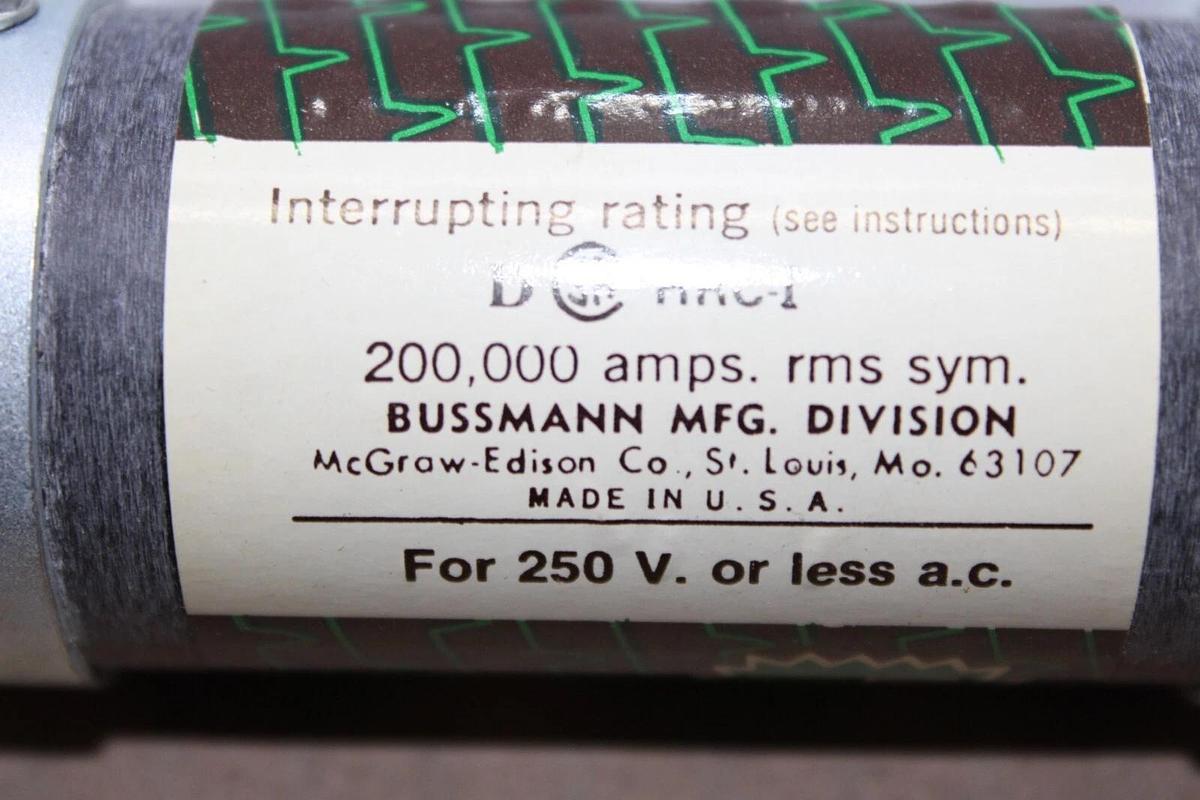 Interrupting rating (see instructions)
D
200,000 amps. rms sym.
BUSSMANN MFG. DIVISION
McGraw-Edison Co., St. Louis, Mo. 63107
MADE IN U. S. A.
For 250 V. or less a.c.